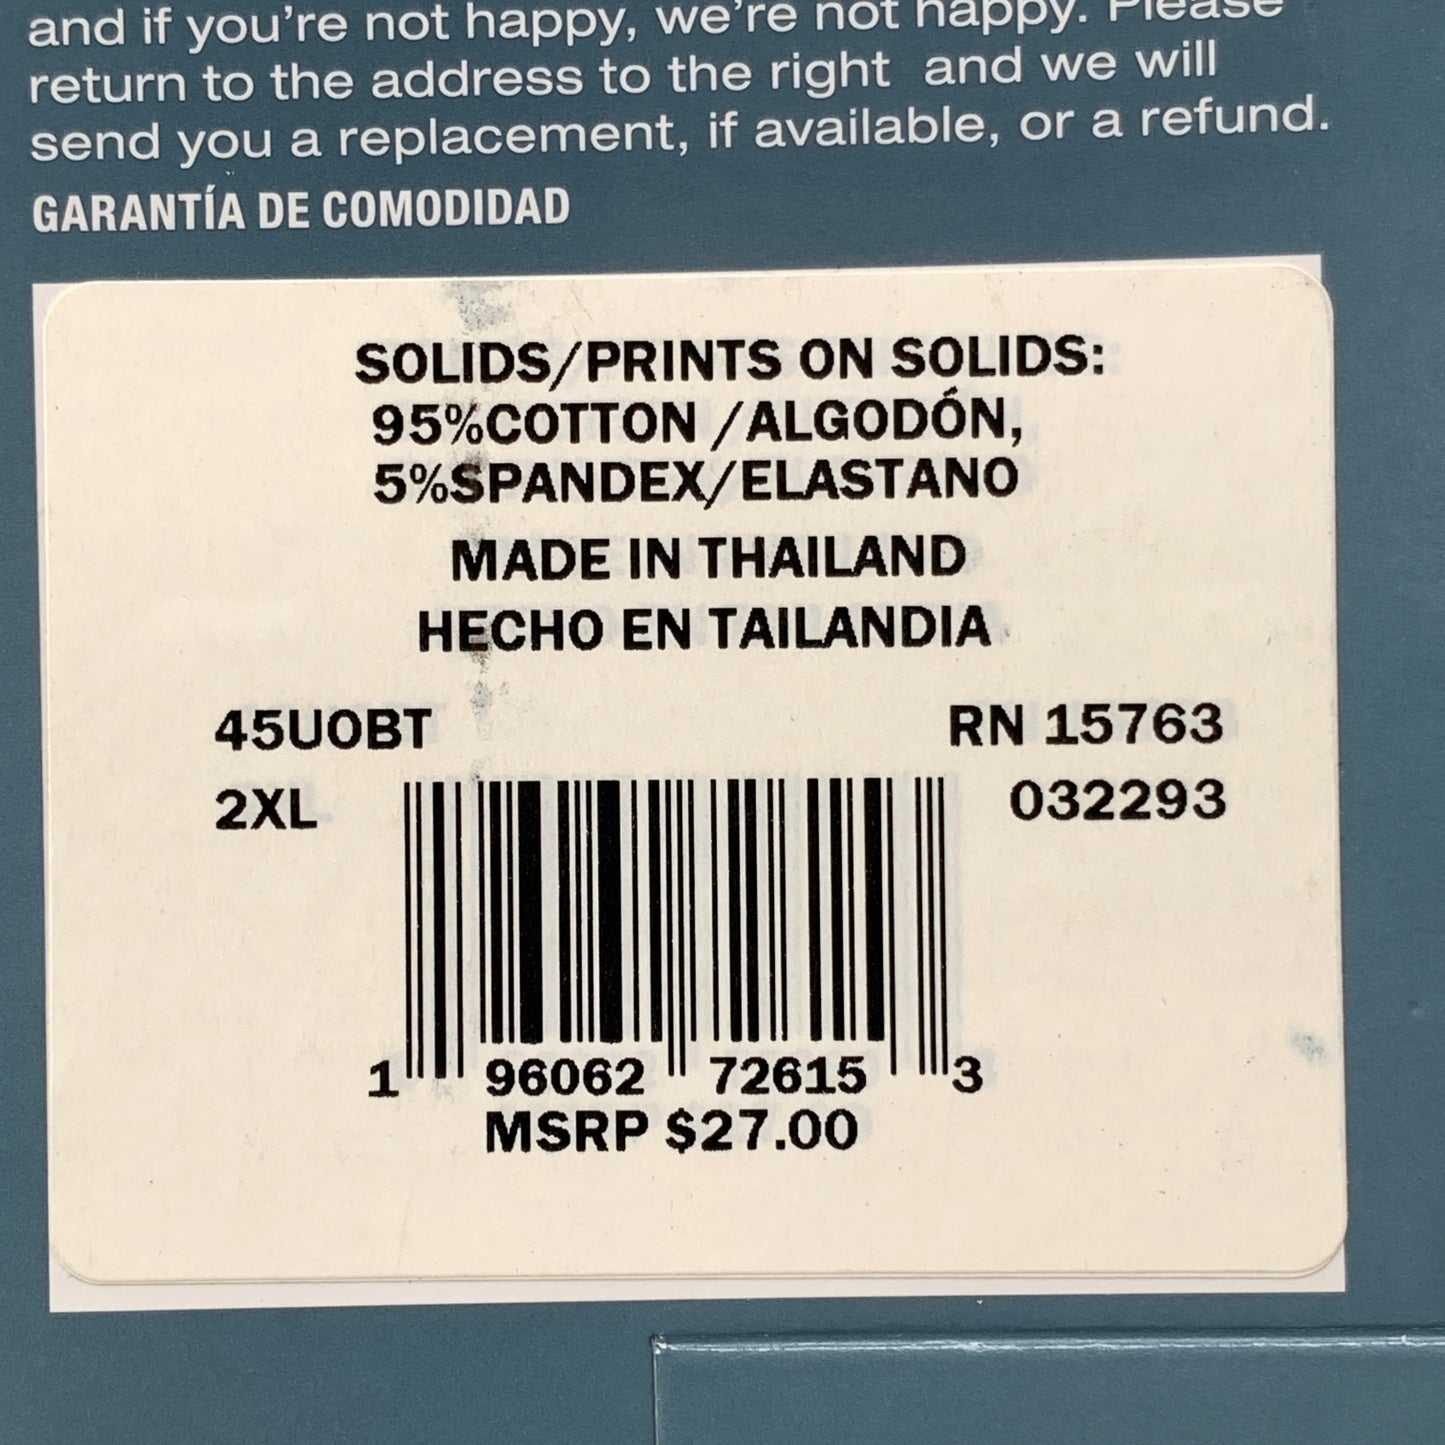 and if you're not happy, we're not happy. Please
return to the address to the right and we will
send you a replacement, if available, or a refund.
GARANTÍA DE COMODIDAD
SOLIDS/PRINTS ON SOLIDS:
95%COTTON /ALGODÓN,
5%SPANDEX/ELASTANO
MADE IN THAILAND
HECHO EN TAILANDIA
45U0BT RN 15763
2XL 032293
1 96062 72615 3
MSRP $27.00